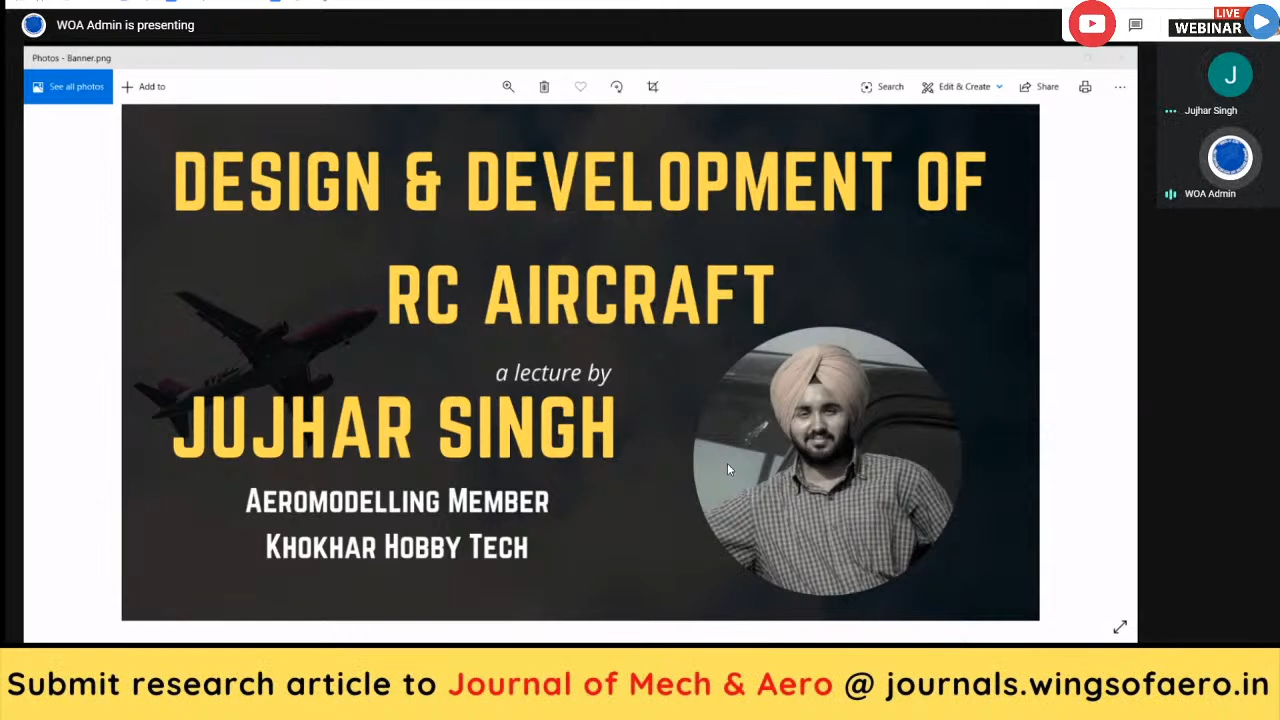 WOA Admin is presenting
LIVE
WEBINAR
Photos - Banner.png
See all photos
Add to
Search
Edit & Create
Share
J
Jujhar Singh
WOA Admin
DESIGN & DEVELOPMENT OF
RC AIRCRAFT
a lecture by
JUJHAR SINGH
AEROMODELLING MEMBER
KHOKHAR HOBBY TECH
Submit research article to Journal of Mech & Aero @ journals.wingsofaero.in